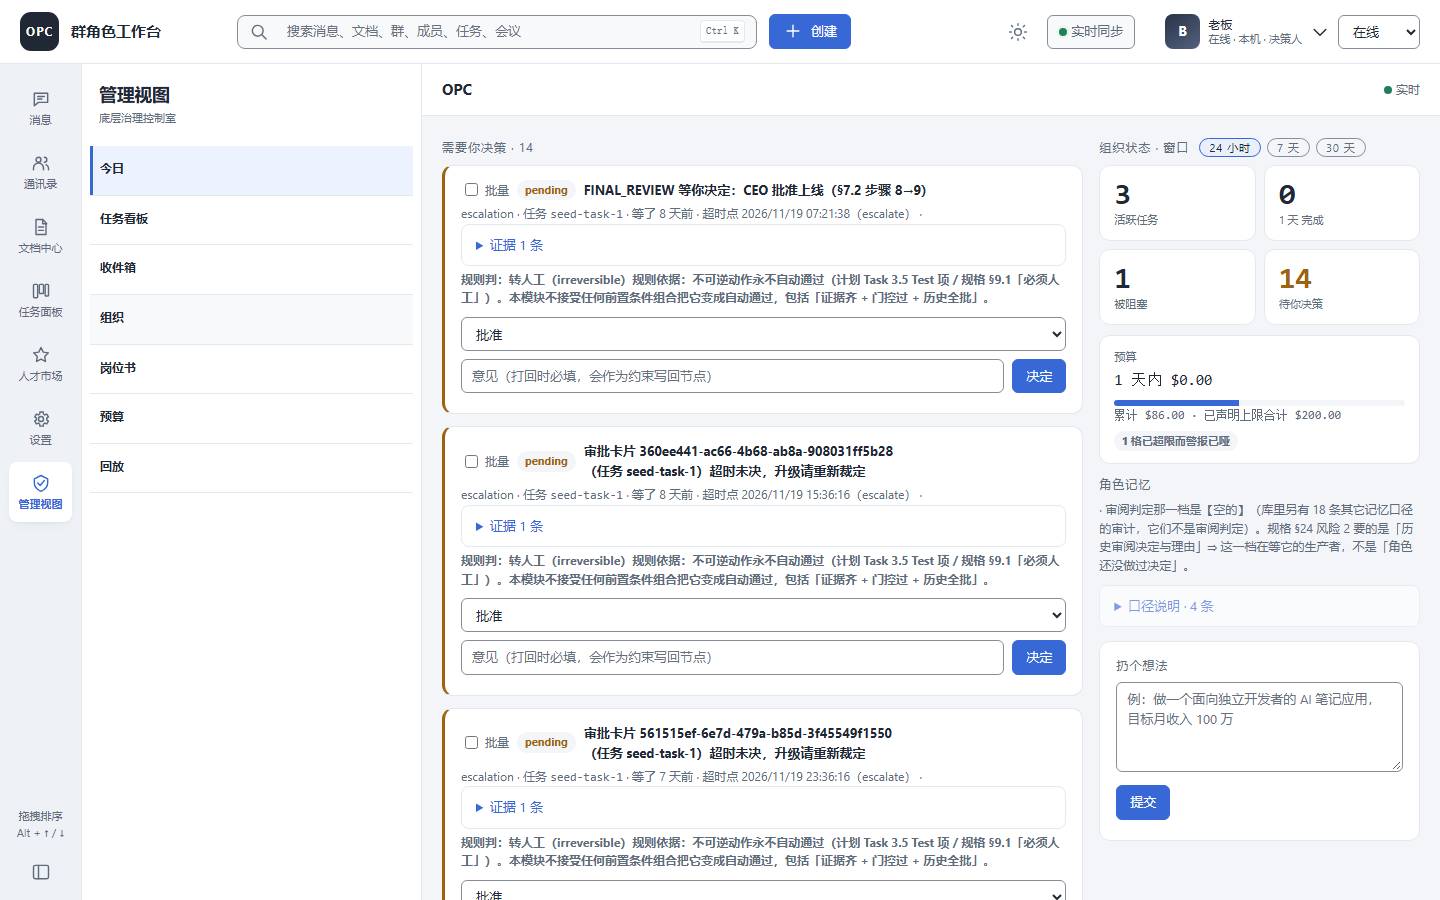 OPC 群角色工作台
搜索消息、文档、群、成员、任务、会议 Ctrl K
创建
实时同步
B
老板
在线 · 本机 · 决策人
在线
消息
通讯录
文档中心
任务面板
人才市场
设置
管理视图
拖拽排序
Alt + ↑ / ↓
管理视图
底层治理控制室
今日
任务看板
收件箱
组织
岗位书
预算
回放
OPC
实时
需要你决策 · 14
批量 pending FINAL_REVIEW 等你决定：CEO 批准上线（§7.2 步骤 8→9）
escalation · 任务 seed-task-1 · 等了 8 天前 · 超时点 2026/11/19 07:21:38（escalate） ·
▶ 证据 1 条
规则判：转人工（irreversible）规则依据：不可逆动作永不自动通过（计划 Task 3.5 Test 项 / 规格 §9.1「必须人
工」）。本模块不接受任何前置条件组合把它变成自动通过，包括「证据齐 + 门控过 + 历史全批」。
批准
意见（打回时必填，会作为约束写回节点）
决定
批量 pending 审批卡片 360ee441-ac66-4b68-ab8a-908031ff5b28
（任务 seed-task-1）超时未决，升级请重新裁定
escalation · 任务 seed-task-1 · 等了 8 天前 · 超时点 2026/11/19 15:36:16（escalate） ·
▶ 证据 1 条
规则判：转人工（irreversible）规则依据：不可逆动作永不自动通过（计划 Task 3.5 Test 项 / 规格 §9.1「必须人
工」）。本模块不接受任何前置条件组合把它变成自动通过，包括「证据齐 + 门控过 + 历史全批」。
批准
意见（打回时必填，会作为约束写回节点）
决定
批量 pending 审批卡片 561515ef-6e7d-479a-b85d-3f45549f1550
（任务 seed-task-1）超时未决，升级请重新裁定
escalation · 任务 seed-task-1 · 等了 7 天前 · 超时点 2026/11/19 23:36:16（escalate） ·
▶ 证据 1 条
规则判：转人工（irreversible）规则依据：不可逆动作永不自动通过（计划 Task 3.5 Test 项 / 规格 §9.1「必须人
工」）。本模块不接受任何前置条件组合把它变成自动通过，包括「证据齐 + 门控过 + 历史全批」。
批准
组织状态 · 窗口 24 小时 7 天 30 天
3
活跃任务
0
1 天 完成
1
被阻塞
14
待你决策
预算
1 天内 $0.00
累计 $86.00 · 已声明上限合计 $200.00
1 格已超限而警报已哑
角色记忆
· 审阅判定那一档是【空的】（库里另有 18 条其它记忆口径
的审计，它们不是审阅判定）。规格 §24 风险 2 要的是「历
史审阅决定与理由」⇒ 这一档在等它的生产者，不是「角色
还没做过决定」。
▶ 口径说明 · 4 条
扔个想法
例：做一个面向独立开发者的 AI 笔记应用，
目标月收入 100 万
提交